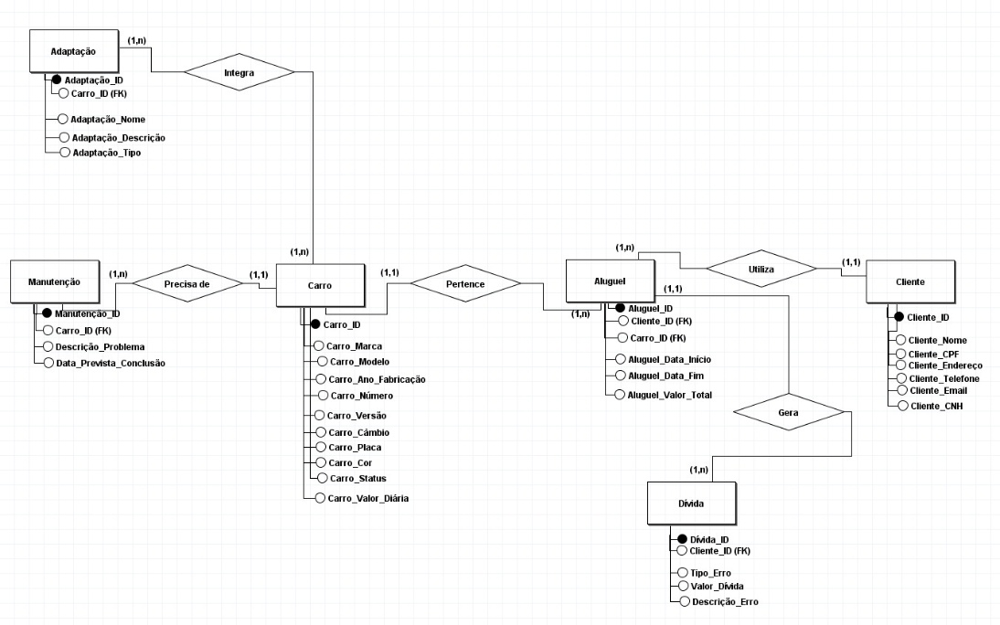 Adaptação
(1,n)
Integra
Adaptação_ID
Carro_ID (FK)
Adaptação_Nome
Adaptação_Descrição
Adaptação_Tipo
(1,n)
Manutenção
(1,n)
Precisa de
(1,1)
Carro
(1,1)
Pertence
(1,n)
Aluguel
(1,n)
(1,1)
Utiliza
(1,1)
Cliente
Manutenção_ID
Carro_ID (FK)
Descrição_Problema
Data_Prevista_Conclusão
Carro_ID
Carro_Marca
Carro_Modelo
Carro_Ano_Fabricação
Carro_Número
Carro_Versão
Carro_Câmbio
Carro_Placa
Carro_Cor
Carro_Status
Carro_Valor_Diária
Aluguel_ID
Cliente_ID (FK)
Carro_ID (FK)
Aluguel_Data_Início
Aluguel_Data_Fim
Aluguel_Valor_Total
Cliente_ID
Cliente_Nome
Cliente_CPF
Cliente_Endereço
Cliente_Telefone
Cliente_Email
Cliente_CNH
Gera
(1,n)
Dívida
Dívida_ID
Cliente_ID (FK)
Tipo_Erro
Valor_Dívida
Descrição_Erro